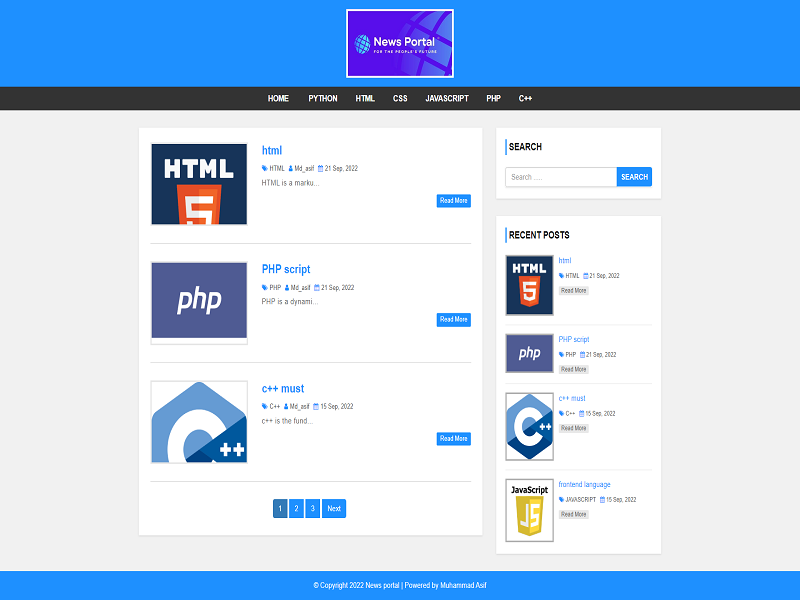 News Portal
FOR THE PEOPLE'S FUTURE
HOME PYTHON HTML CSS JAVASCRIPT PHP C++
HTML
5
html
HTML Md_asif 21 Sep, 2022
HTML is a marku...
Read More
php
PHP script
PHP Md_asif 21 Sep, 2022
PHP is a dynami...
Read More
C++
c++ must
C++ Md_asif 15 Sep, 2022
c++ is the fund...
Read More
1 2 3 Next
SEARCH
Search ..... SEARCH
RECENT POSTS
HTML
5
html
HTML 21 Sep, 2022
Read More
php
PHP script
PHP 21 Sep, 2022
Read More
C++
c++ must
C++ 15 Sep, 2022
Read More
JavaScript
JS
frontend language
JAVASCRIPT 15 Sep, 2022
Read More
© Copyright 2022 News portal | Powered by Muhammad Asif